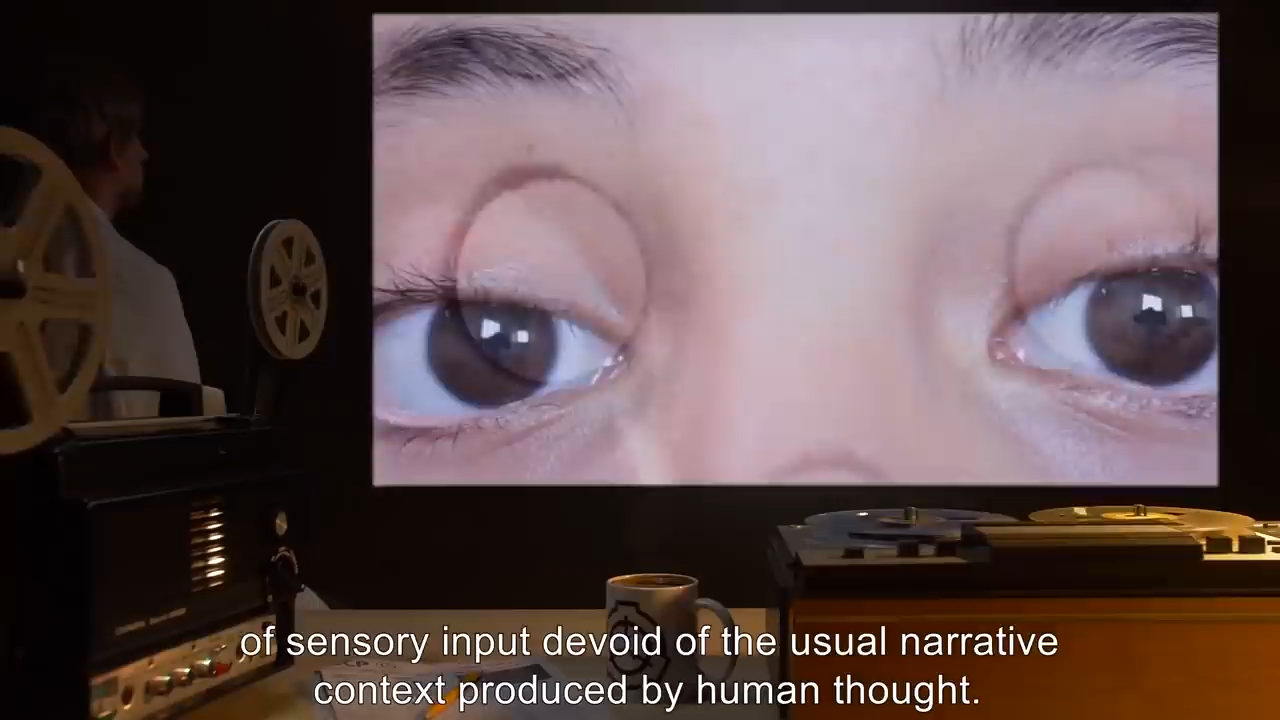 of sensory input devoid of the usual narrative
context produced by human thought.